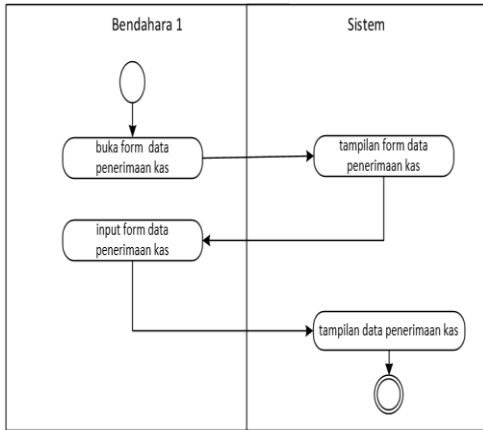 Bendahara 1
Sistem
buka form data
penerimaan kas
tampilan form data
penerimaan kas
input form data
penerimaan kas
tampilan data penerimaan kas